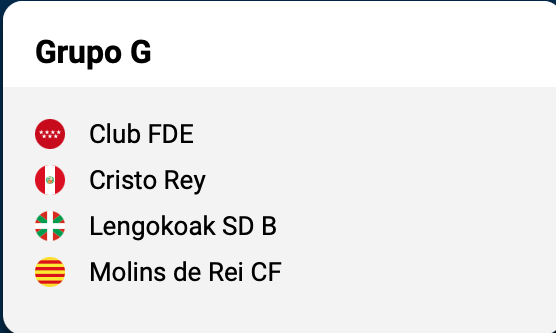 Grupo G
Club FDE
Cristo Rey
Lengokoak SD B
Molins de Rei CF